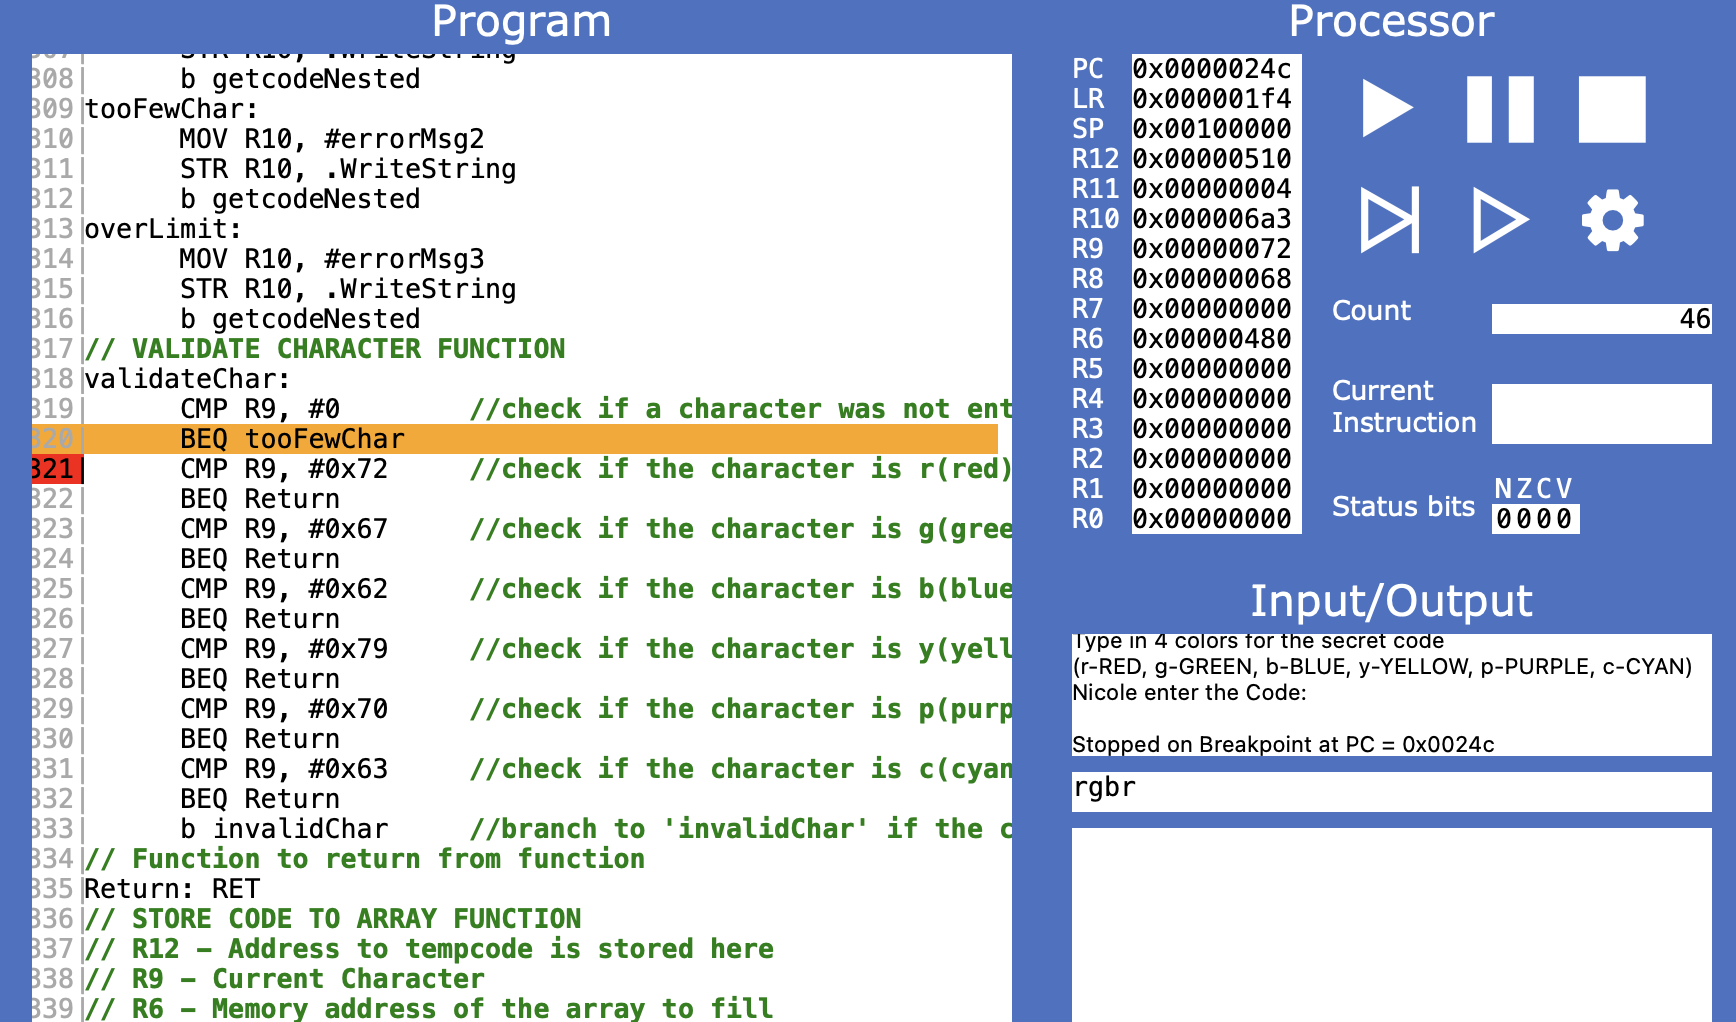 Program
307 STR R10, .WriteString
308 b getcodeNested
309 tooFewChar:
310 MOV R10, #errorMsg2
311 STR R10, .WriteString
312 b getcodeNested
313 overLimit:
314 MOV R10, #errorMsg3
315 STR R10, .WriteString
316 b getcodeNested
317 // VALIDATE CHARACTER FUNCTION
318 validateChar:
319 CMP R9, #0 //check if a character was not ent
320 BEQ tooFewChar
321 CMP R9, #0x72 //check if the character is r(red)
322 BEQ Return
323 CMP R9, #0x67 //check if the character is g(gree
324 BEQ Return
325 CMP R9, #0x62 //check if the character is b(blue
326 BEQ Return
327 CMP R9, #0x79 //check if the character is y(yell
328 BEQ Return
329 CMP R9, #0x70 //check if the character is p(purp
330 BEQ Return
331 CMP R9, #0x63 //check if the character is c(cyan
332 BEQ Return
333 b invalidChar //branch to 'invalidChar' if the c
334 // Function to return from function
335 Return: RET
336 // STORE CODE TO ARRAY FUNCTION
337 // R12 – Address to tempcode is stored here
338 // R9 – Current Character
339 // R6 – Memory address of the array to fill
Processor
PC 0x0000024c
LR 0x000001f4
SP 0x00100000
R12 0x00000510
R11 0x00000004
R10 0x000006a3
R9 0x00000072
R8 0x00000068
R7 0x00000000
R6 0x00000480
R5 0x00000000
R4 0x00000000
R3 0x00000000
R2 0x00000000
R1 0x00000000
R0 0x00000000
Count 46
Current
Instruction
NZCV
Status bits 0000
Input/Output
Type in 4 colors for the secret code
(r-RED, g-GREEN, b-BLUE, y-YELLOW, p-PURPLE, c-CYAN)
Nicole enter the Code:
Stopped on Breakpoint at PC = 0x0024c
rgbr